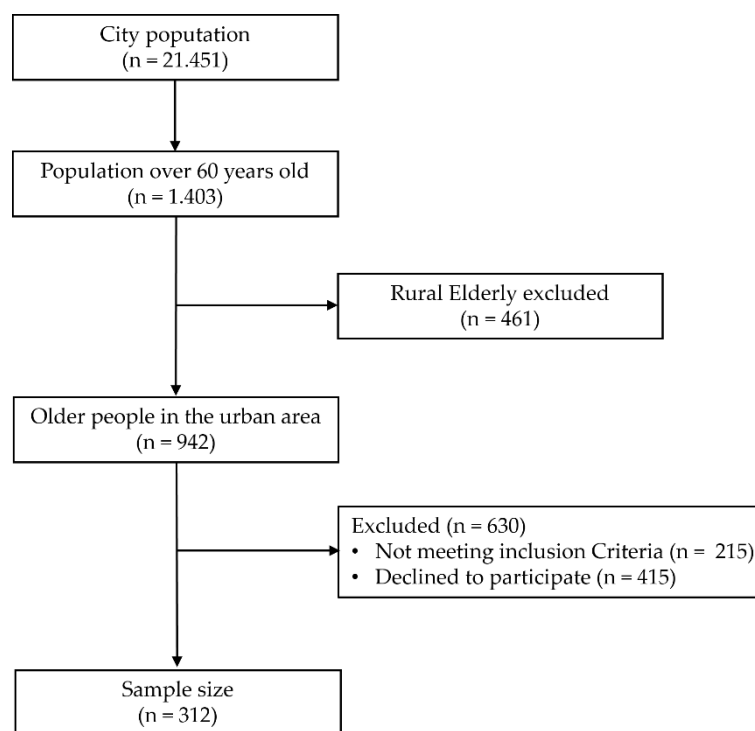 City poputation
(n = 21.451)
Population over 60 years old
(n = 1.403)
Rural Elderly excluded
(n = 461)
Older people in the urban area
(n = 942)
Excluded (n = 630)
• Not meeting inclusion Criteria (n =  215)
• Declined to participate (n = 415)
Sample size
(n = 312)